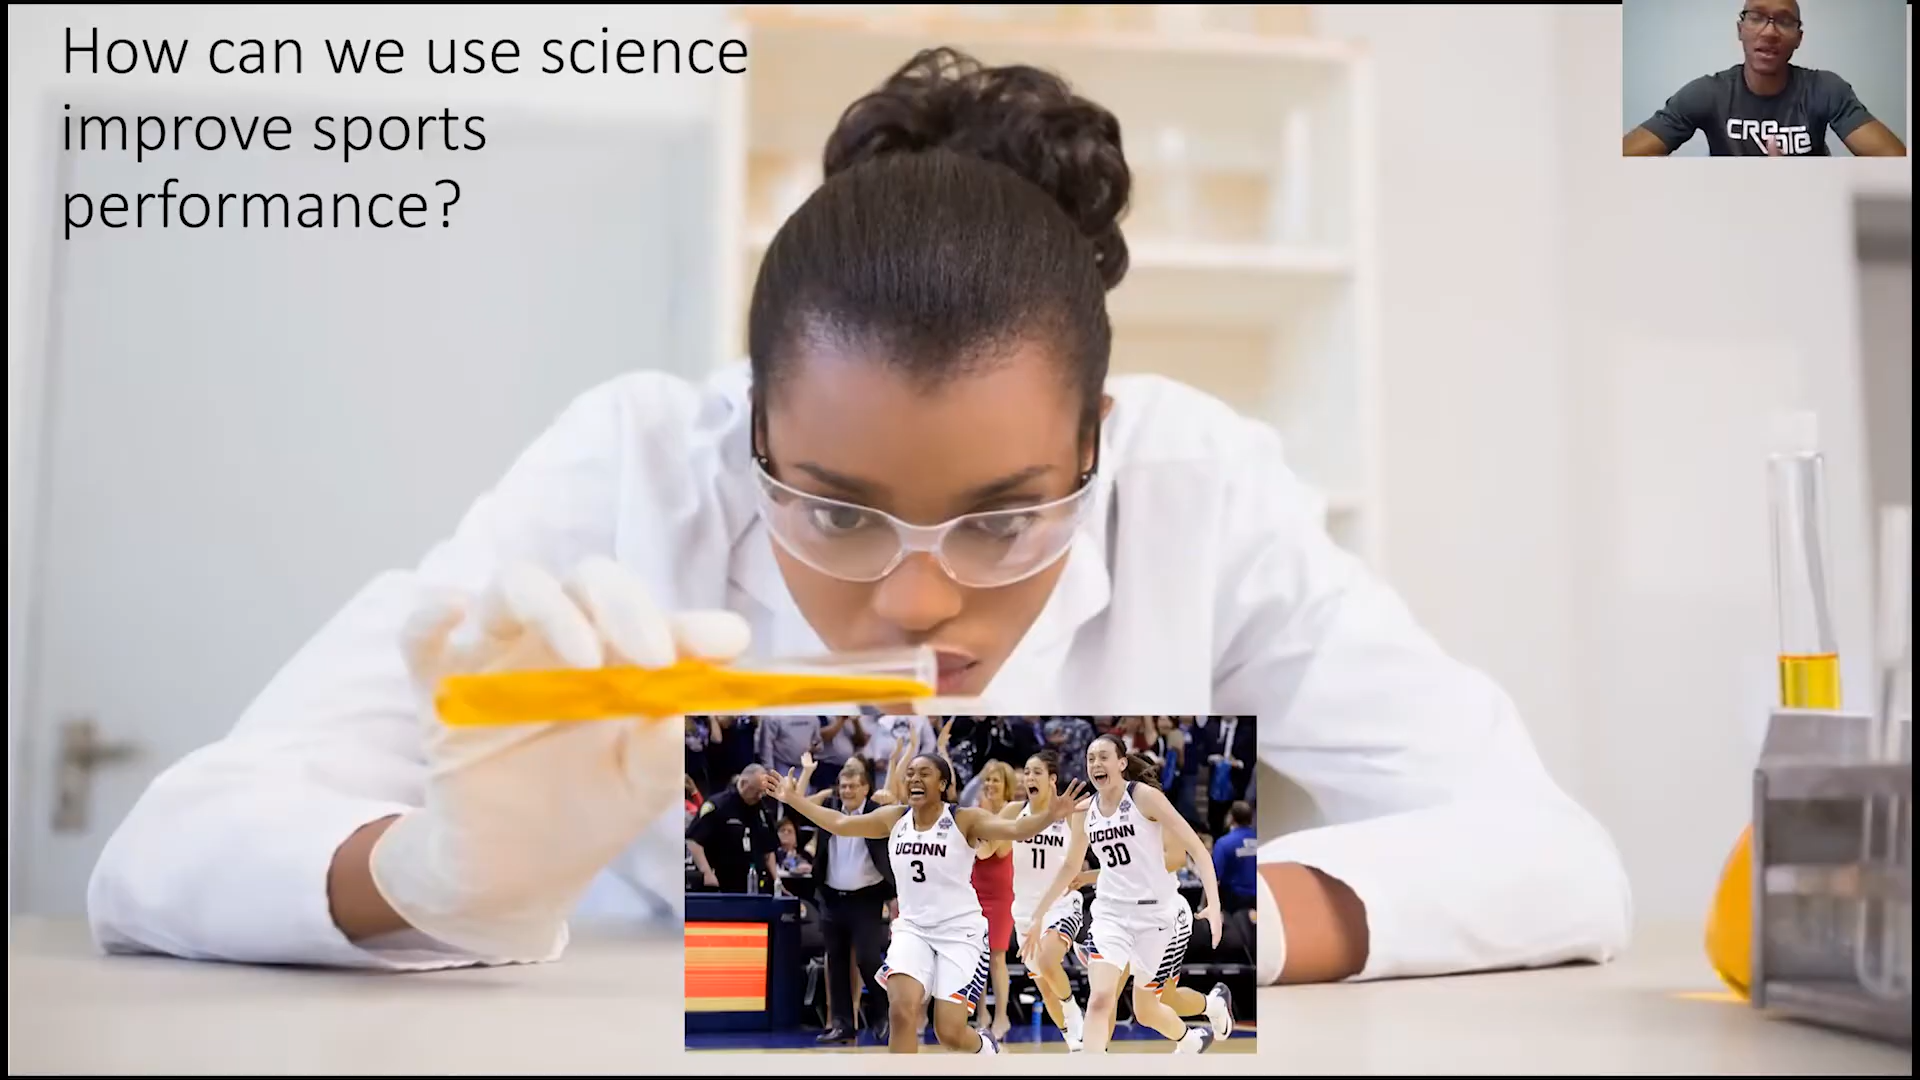 How can we use science
improve sports
performance?
CREATE
UCONN
3
UCONN
11
UCONN
30